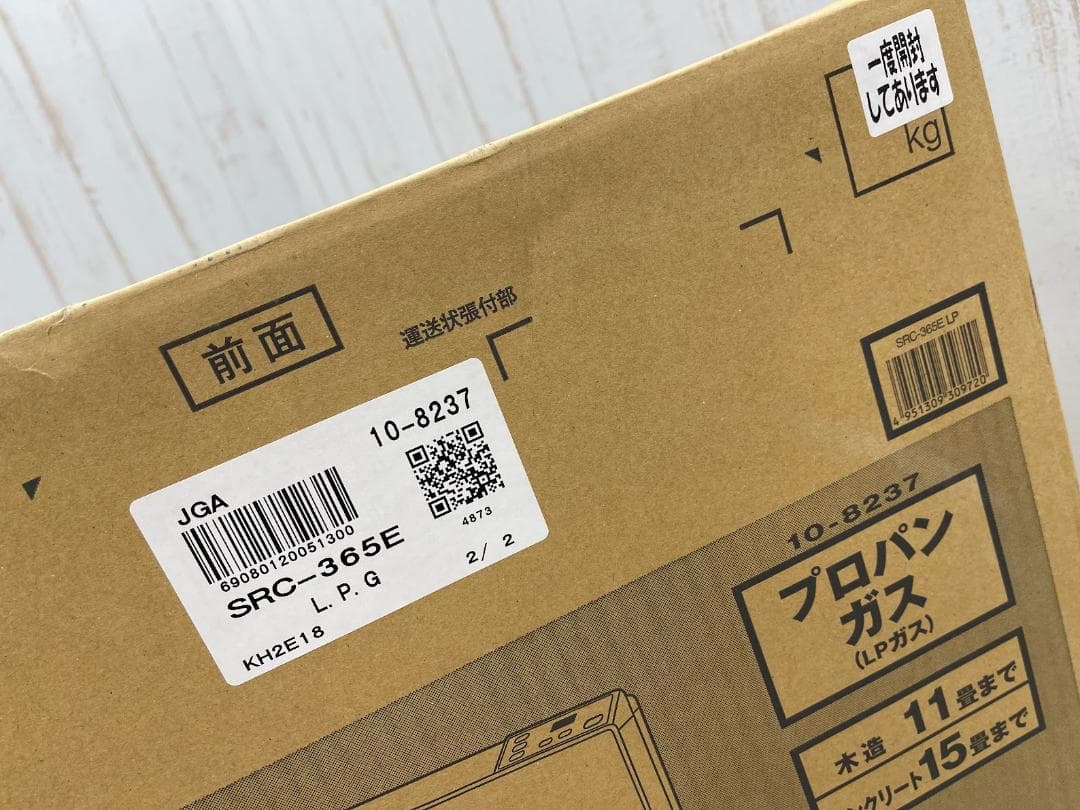 一度開封
してあります
kg
前面
運送状張付部
SRC-365E LP
4 951309 309720
10-8237
JGA
69080120051300
4873
SRC-365E
2/ 2
L.P.G
KH2E18
10-8237
プロパン
ガス
(LPガス)
木造 11畳まで
ンクリート15畳まで